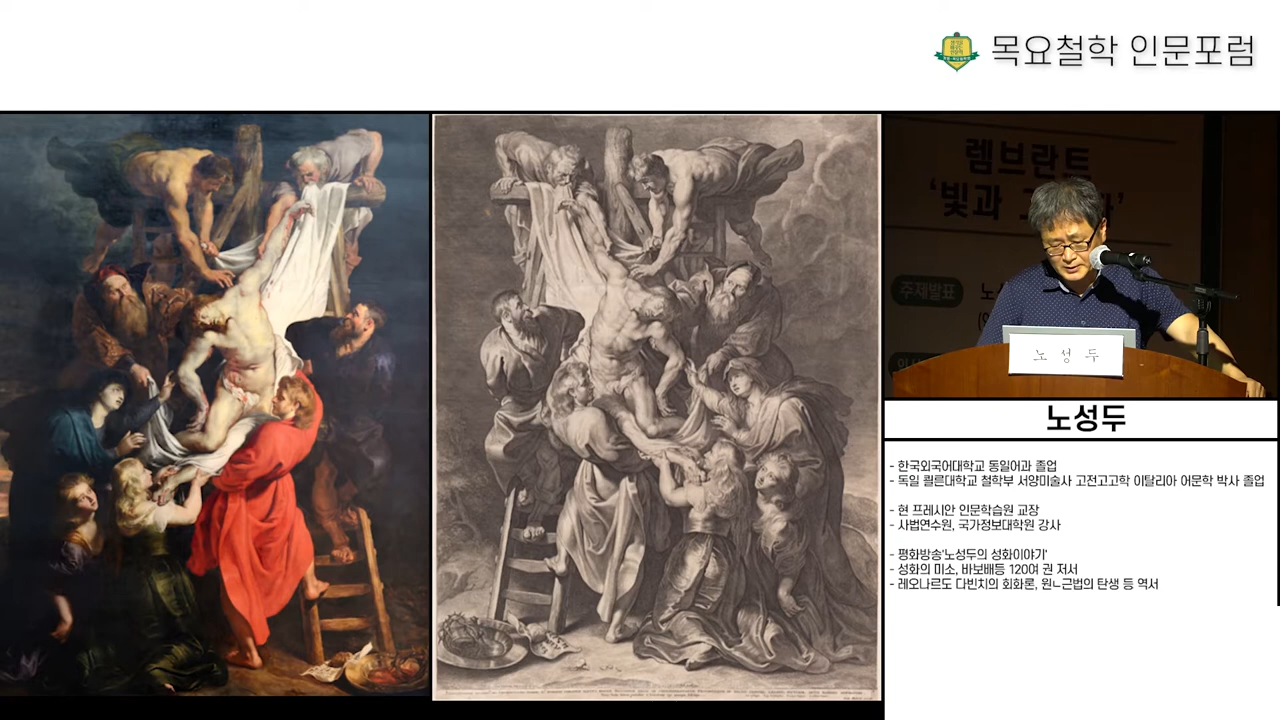 목요철학 인문포럼
렘브란트
'빛과
주제발표
노 성 두
노성두
- 한국외국어대학교 독일어과 졸업
- 독일 쾰른대학교 철학부 서양미술사 고전고고학 이탈리아 어문학 박사 졸업
- 현 프레시안 인문학습원 교장
- 사법연수원, 국가정보대학원 강사
- 평화방송'노성두의 성화이야기'
- 성화의 미소, 바보배등 120여 권 저서
- 레오나르도 다빈치의 회화론, 원ㄴ근법의 탄생 등 역서